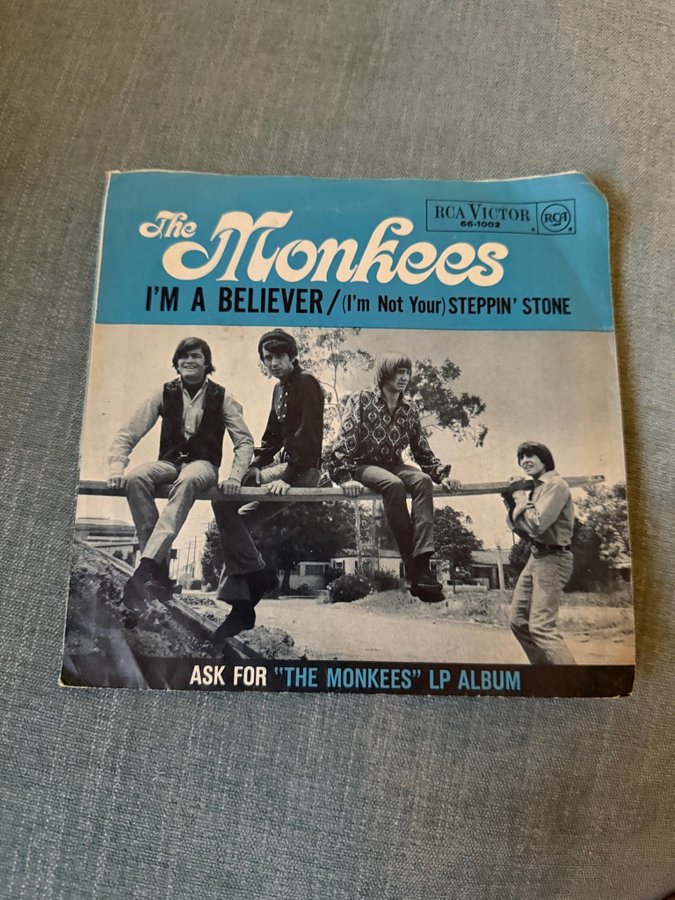 The Monkees
RCA VICTOR
66-1002
RCA
I'M A BELIEVER/(I'm Not Your) STEPPIN' STONE
ASK FOR "THE MONKEES" LP ALBUM